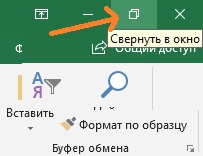 Свернуть в окно
Общий доступ
А
Я
Вставить
Формат по образцу
Буфер обмена